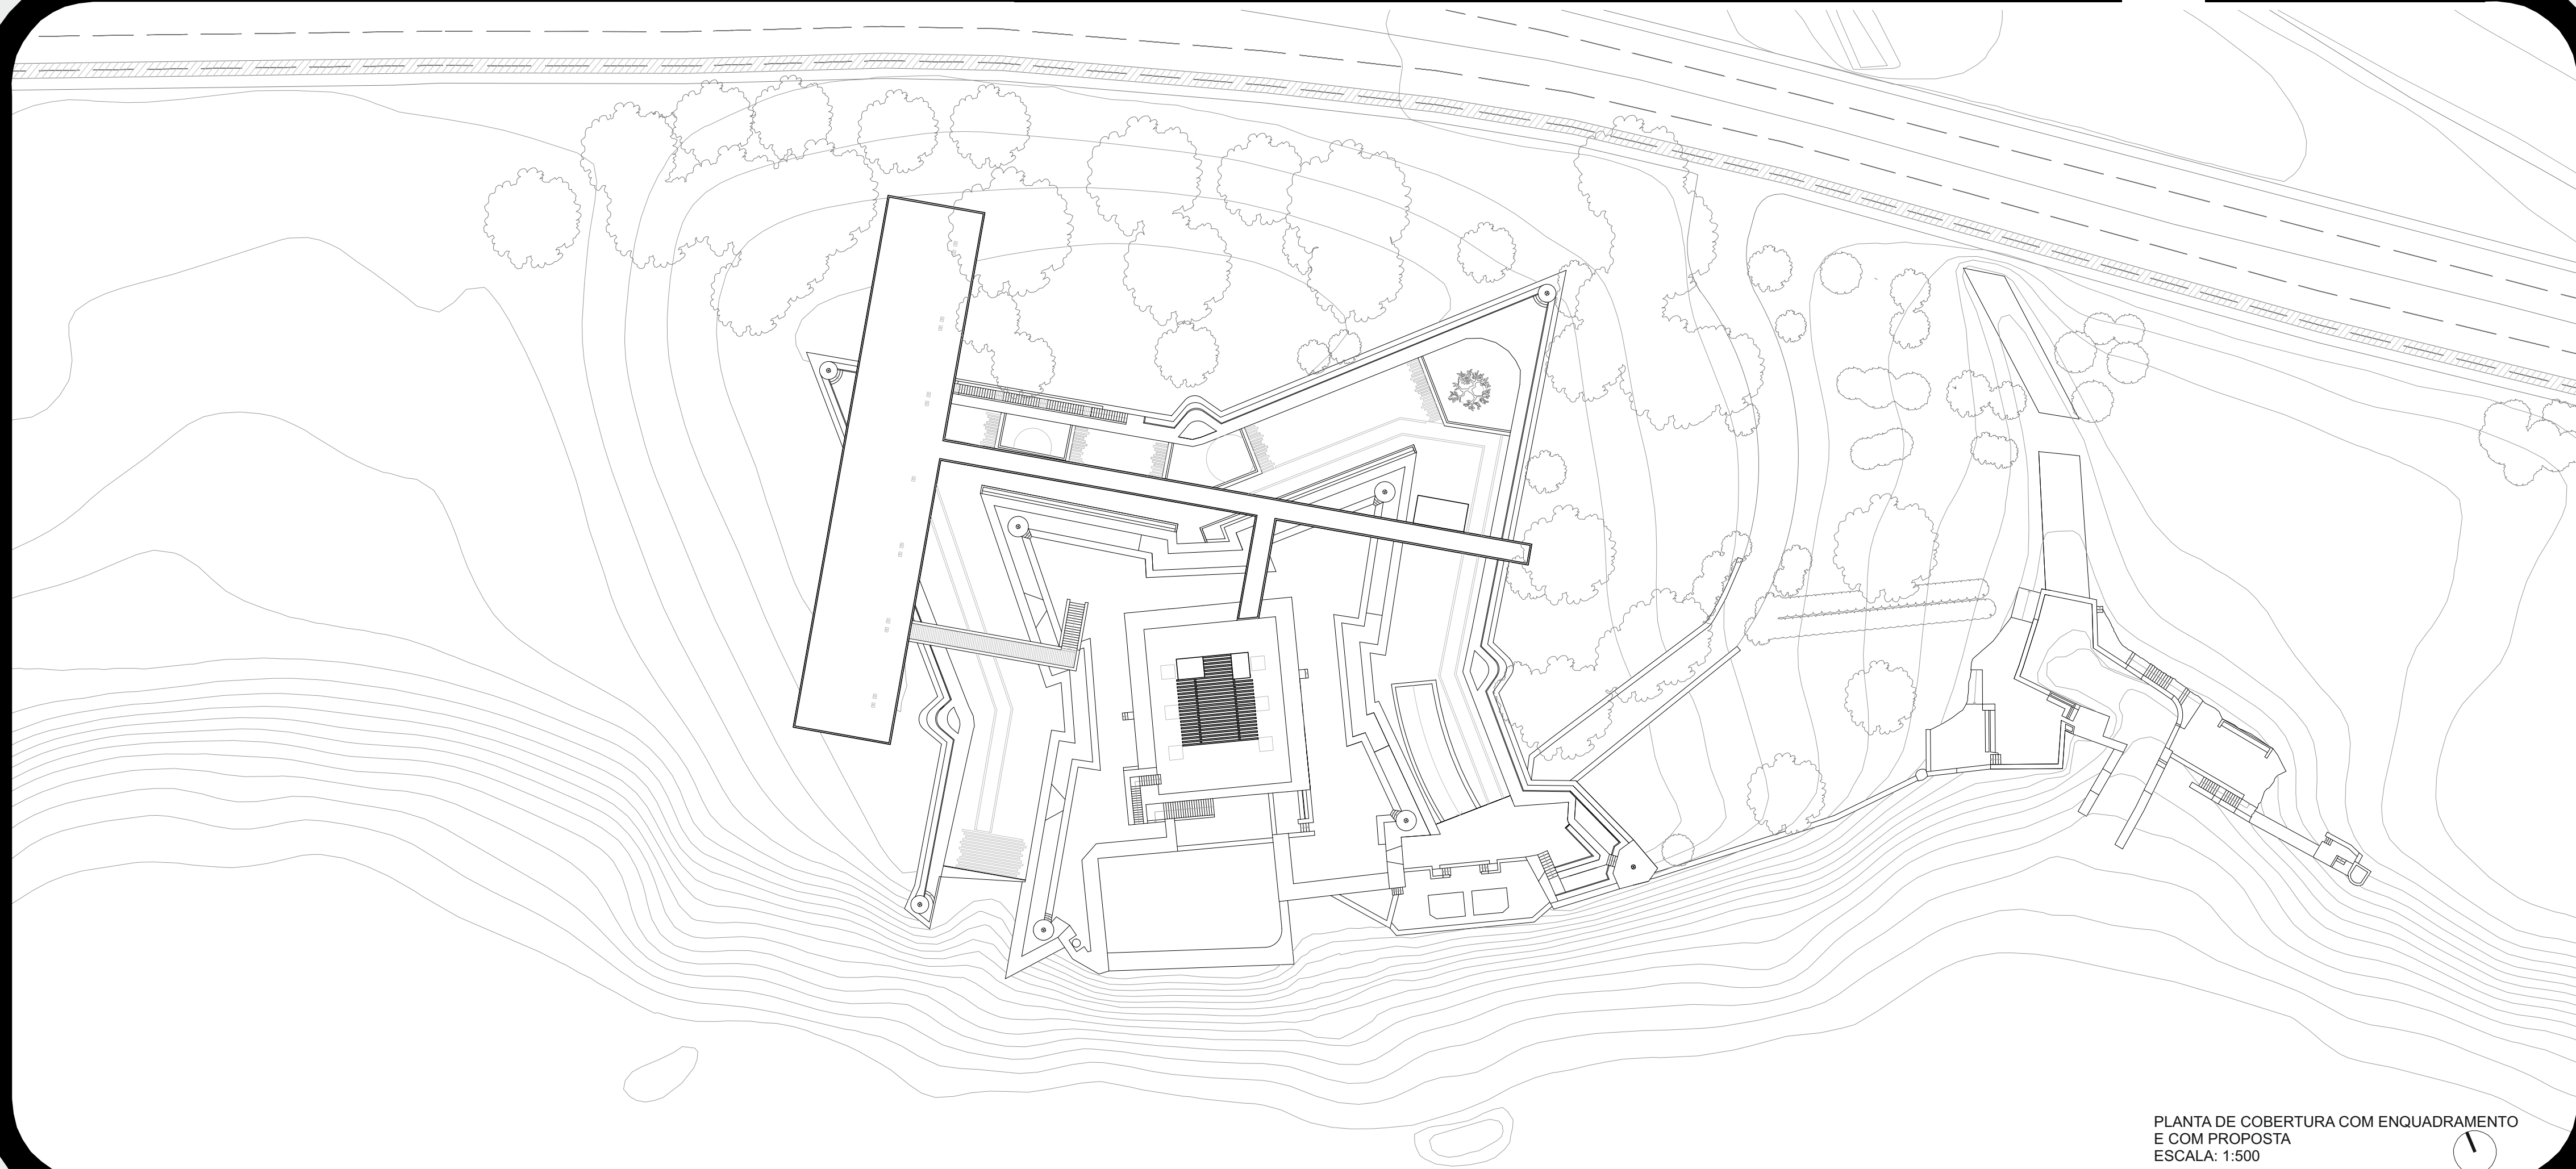 PLANTA DE COBERTURA COM ENQUADRAMENTO
E COM PROPOSTA
ESCALA: 1:500